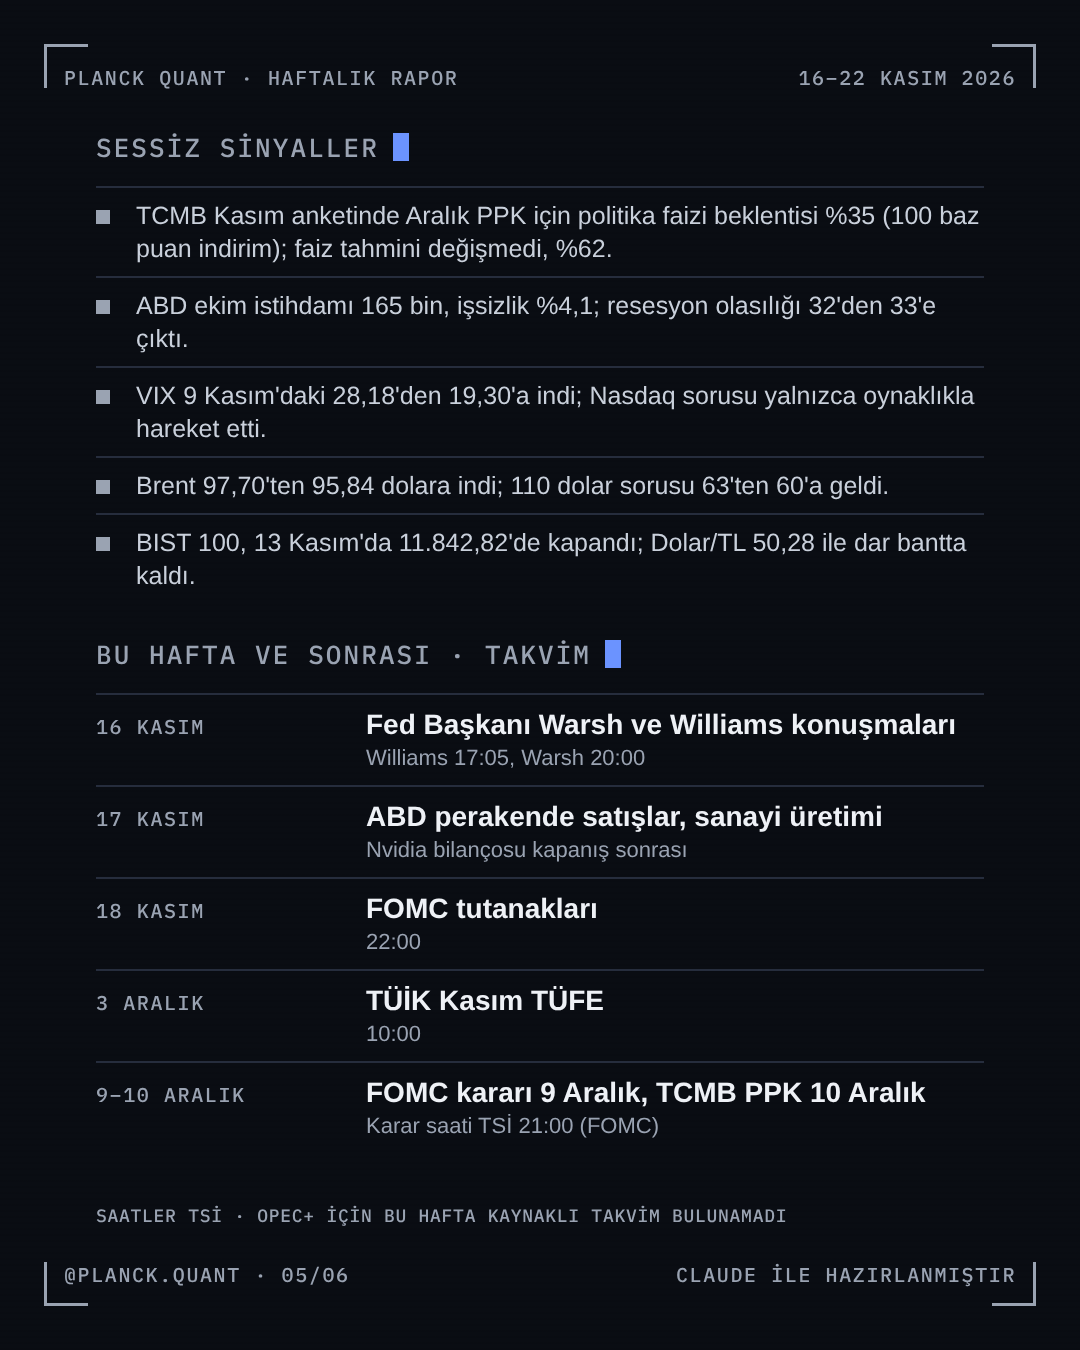 PLANCK QUANT · HAFTALIK RAPOR
16–22 KASIM 2026
SESSİZ SİNYALLER
TCMB Kasım anketinde Aralık PPK için politika faizi beklentisi %35 (100 baz
puan indirim); faiz tahmini değişmedi, %62.
ABD ekim istihdamı 165 bin, işsizlik %4,1; resesyon olasılığı 32'den 33'e
çıktı.
VIX 9 Kasım'daki 28,18'den 19,30'a indi; Nasdaq sorusu yalnızca oynaklıkla
hareket etti.
Brent 97,70'ten 95,84 dolara indi; 110 dolar sorusu 63'ten 60'a geldi.
BIST 100, 13 Kasım'da 11.842,82'de kapandı; Dolar/TL 50,28 ile dar bantta
kaldı.
BU HAFTA VE SONRASI · TAKVİM
16 KASIM
Fed Başkanı Warsh ve Williams konuşmaları
Williams 17:05, Warsh 20:00
17 KASIM
ABD perakende satışlar, sanayi üretimi
Nvidia bilançosu kapanış sonrası
18 KASIM
FOMC tutanakları
22:00
3 ARALIK
TÜİK Kasım TÜFE
10:00
9–10 ARALIK
FOMC kararı 9 Aralık, TCMB PPK 10 Aralık
Karar saati TSİ 21:00 (FOMC)
SAATLER TSİ · OPEC+ İÇİN BU HAFTA KAYNAKLI TAKVİM BULUNAMADI
@PLANCK.QUANT · 05/06
CLAUDE İLE HAZIRLANMIŞTIR